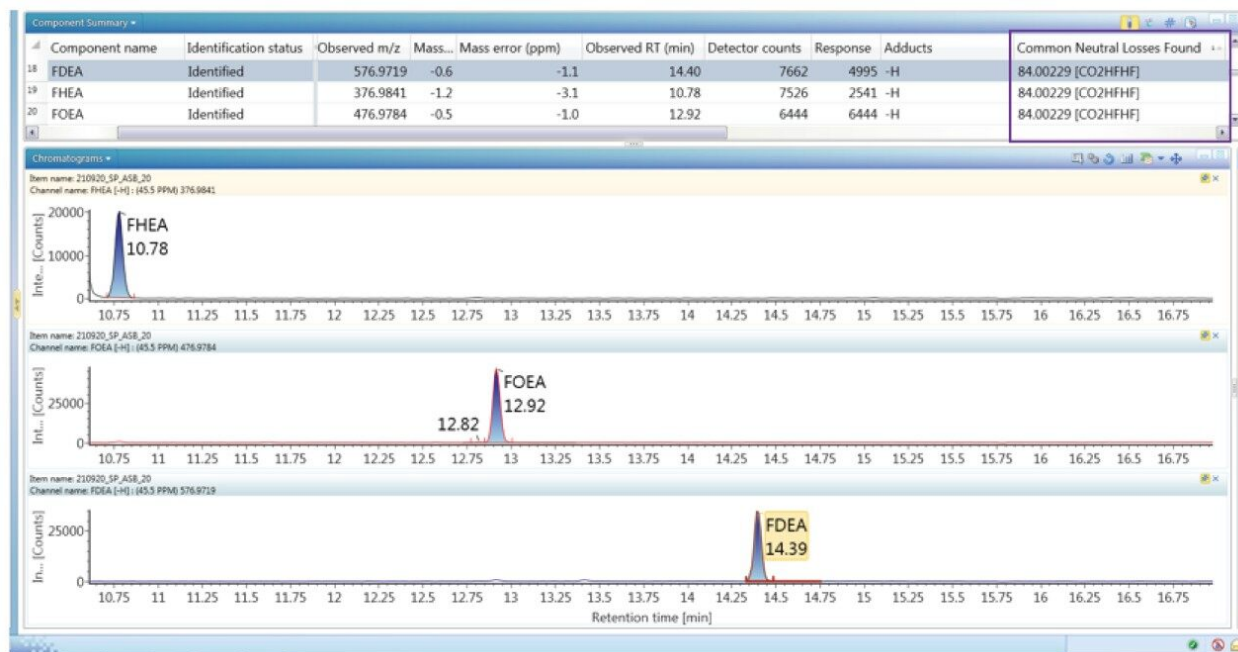 Component Summary
Component name Identification status Observed m/z Mass... Mass error (ppm) Observed RT (min) Detector counts Response Adducts Common Neutral Losses Found
18 FDEA Identified 576.9719 -0.6 -1.1 14.40 7662 4995 -H 84.00229 [CO2HFHF]
19 FHEA Identified 376.9841 -1.2 -3.1 10.78 7526 2541 -H 84.00229 [CO2HFHF]
20 FOEA Identified 476.9784 -0.5 -1.0 12.92 6444 6444 -H 84.00229 [CO2HFHF]
Chromatograms
Item name: 210920_SP_ASB_20
Channel name: FHEA [-H] : (45.5 PPM) 376.9841
Inte... [Counts]
20000
10000
0
FHEA
10.78
10.75 11 11.25 11.5 11.75 12 12.25 12.5 12.75 13 13.25 13.5 13.75 14 14.25 14.5 14.75 15 15.25 15.5 15.75 16 16.25 16.5 16.75
Item name: 210920_SP_ASB_20
Channel name: FOEA [-H] : (45.5 PPM) 476.9784
Int... [Counts]
25000
0
12.82
FOEA
12.92
10.75 11 11.25 11.5 11.75 12 12.25 12.5 12.75 13 13.25 13.5 13.75 14 14.25 14.5 14.75 15 15.25 15.5 15.75 16 16.25 16.5 16.75
Item name: 210920_SP_ASB_20
Channel name: FDEA [-H] : (45.5 PPM) 576.9719
In... [Counts]
25000
0
FDEA
14.39
10.75 11 11.25 11.5 11.75 12 12.25 12.5 12.75 13 13.25 13.5 13.75 14 14.25 14.5 14.75 15 15.25 15.5 15.75 16 16.25 16.5 16.75
Retention time [min]